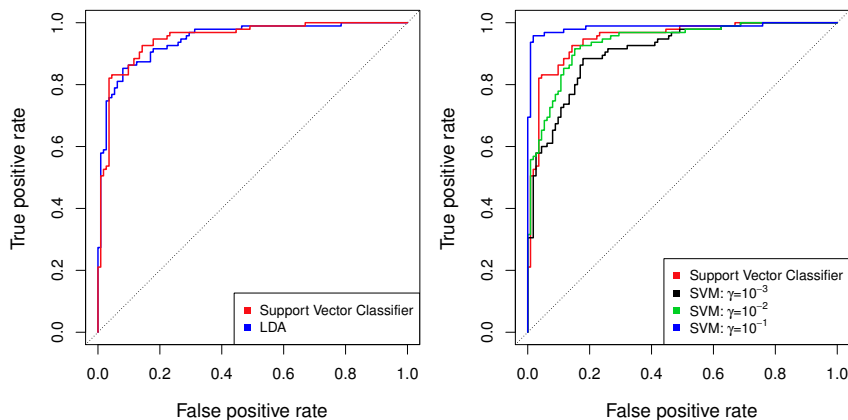 True positive rate
0.0
0.2
0.4
0.6
0.8
1.0
Support Vector Classifier
LDA
0.0 0.2 0.4 0.6 0.8 1.0
False positive rate
True positive rate
0.0
0.2
0.4
0.6
0.8
1.0
Support Vector Classifier
SVM: γ=10⁻³
SVM: γ=10⁻²
SVM: γ=10⁻¹
0.0 0.2 0.4 0.6 0.8 1.0
False positive rate